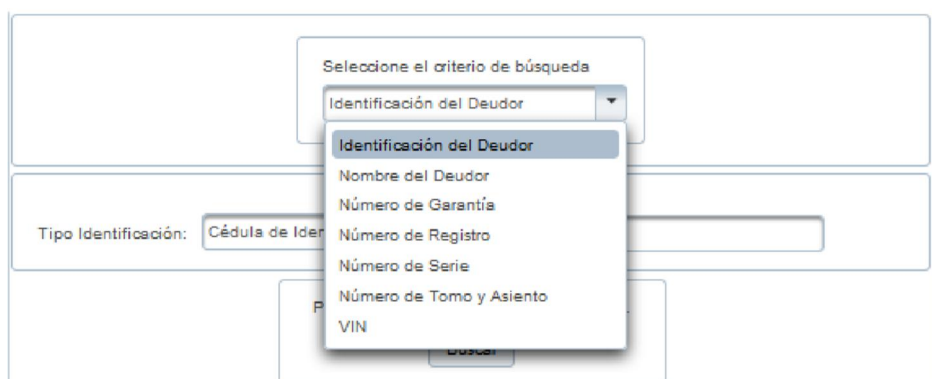 Seleccione el criterio de búsqueda
Identificación del Deudor
Identificación del Deudor
Nombre del Deudor
Número de Garantía
Tipo Identificación: Cédula de Iden
Número de Registro
Número de Serie
Número de Tomo y Asiento
VIN
Buscar